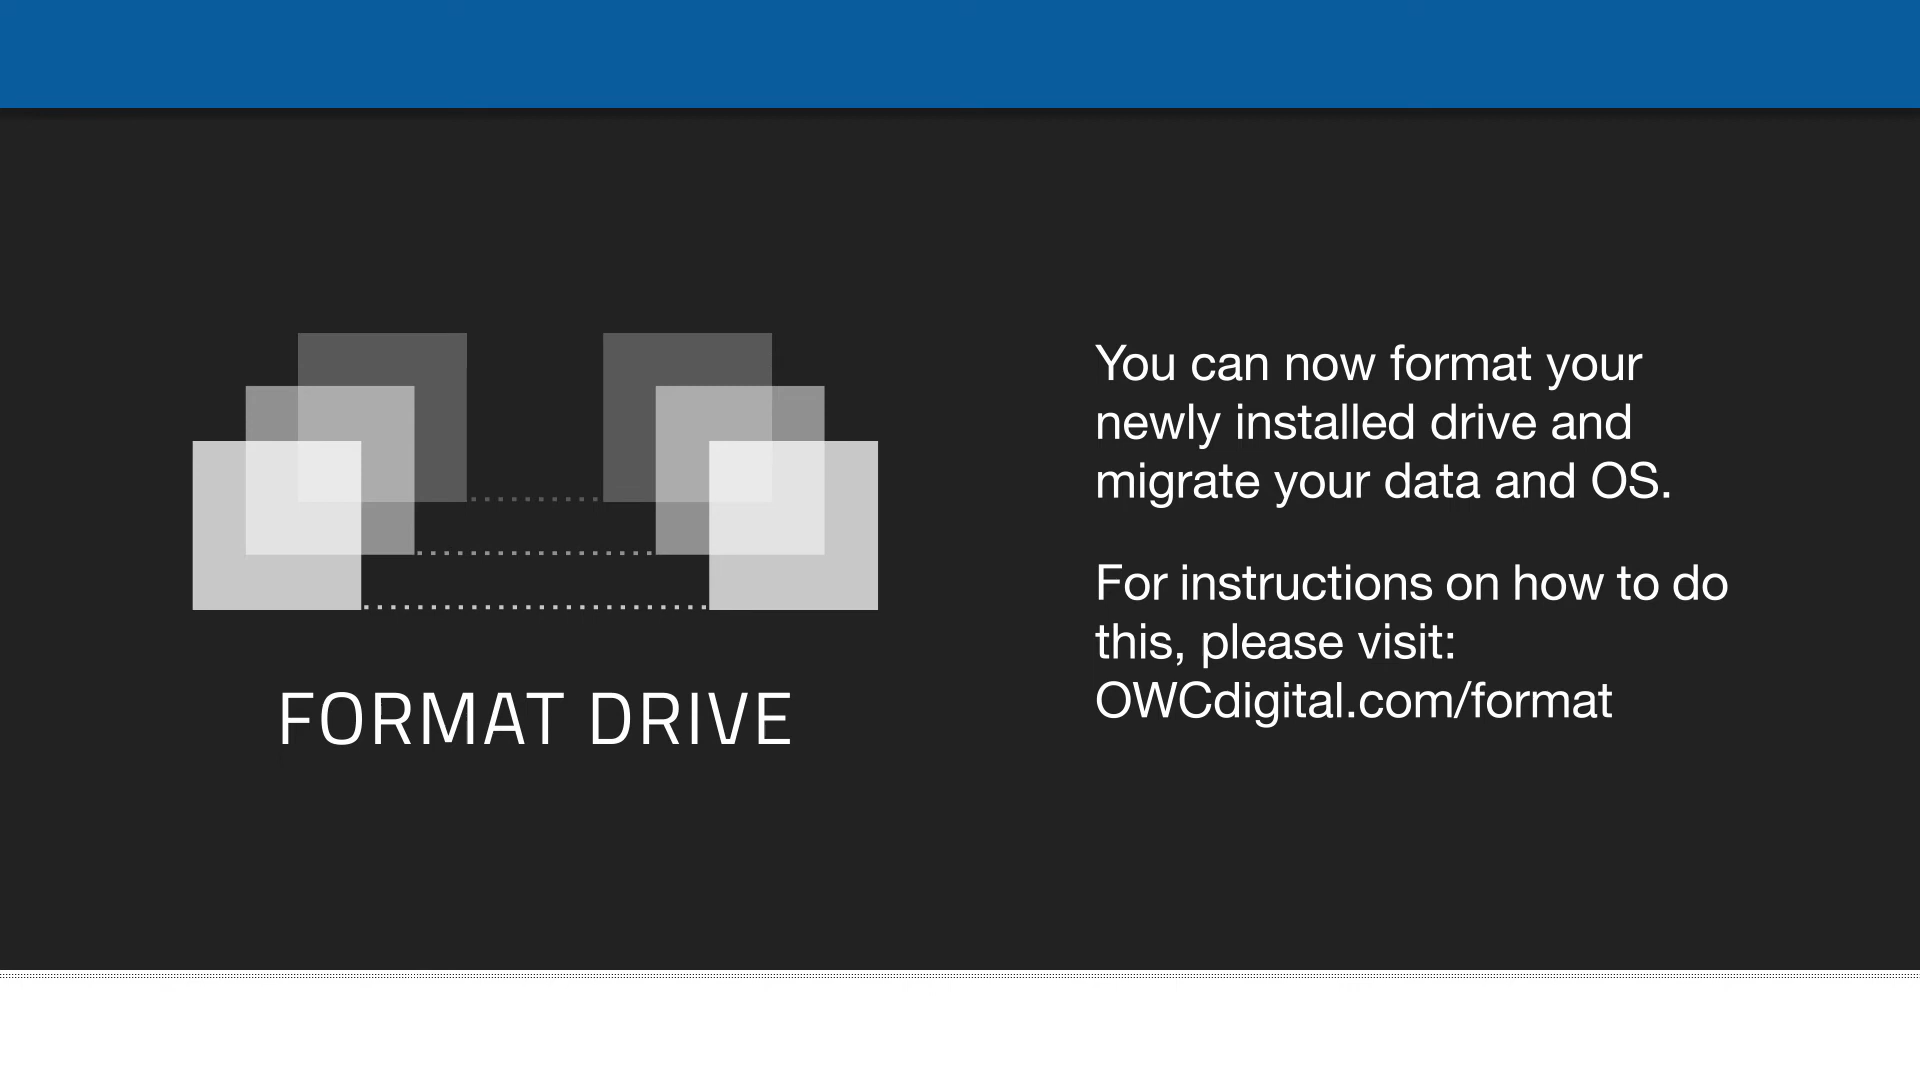 FORMAT DRIVE
You can now format your
newly installed drive and
migrate your data and OS.
For instructions on how to do
this, please visit:
OWCdigital.com/format